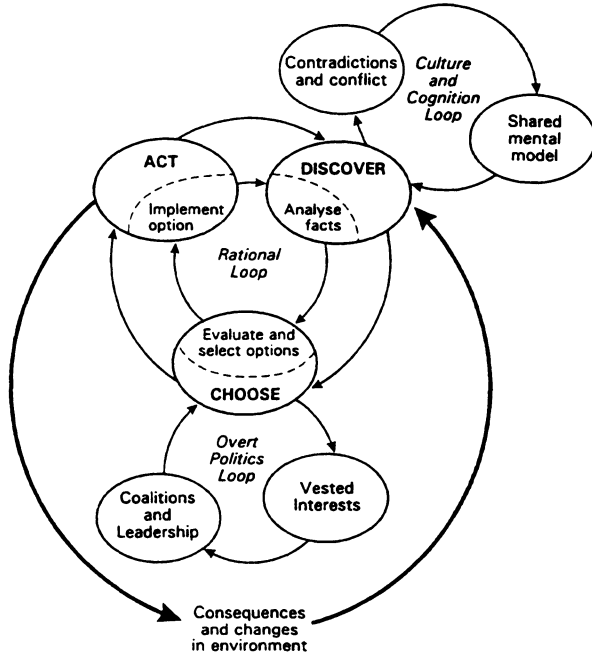 Contradictions
and conflict
Culture
and
Cognition
Loop
Shared
mental
model
ACT
Implement
option
DISCOVER
Analyse
facts
Rational
Loop
Evaluate and
select options
CHOOSE
Overt
Politics
Loop
Coalitions
and
Leadership
Vested
Interests
Consequences
and changes
in environment